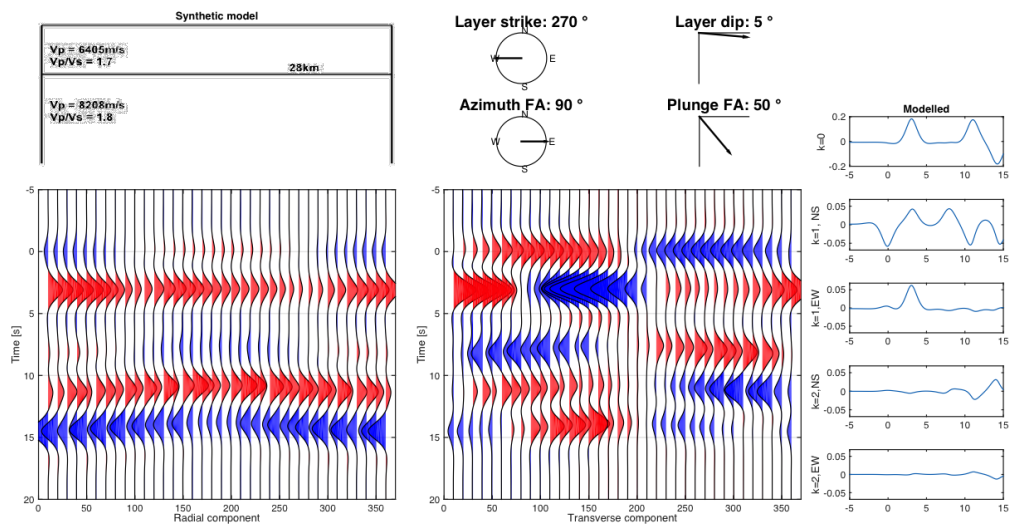 Synthetic model
Vp = 6405m/s
Vp/Vs = 1.7
28km
Vp = 8208m/s
Vp/Vs = 1.8
Layer strike: 270 °
N
W
E
S
Layer dip: 5 °
Azimuth FA: 90 °
N
W
E
S
Plunge FA: 50 °
-5
0
5
10
15
20
Time [s]
0 50 100 150 200 250 300 350
Radial component
-5
0
5
10
15
20
Time [s]
0 50 100 150 200 250 300 350
Transverse component
Modelled
k=0
0.2
0
-0.2
-5 0 5 10 15
k=1, NS
0.05
0
-0.05
-5 0 5 10 15
k=1,EW
0.05
0
-0.05
-5 0 5 10 15
k=2,NS
0.05
0
-0.05
-5 0 5 10 15
k=2,EW
0.05
0
-0.05
-5 0 5 10 15